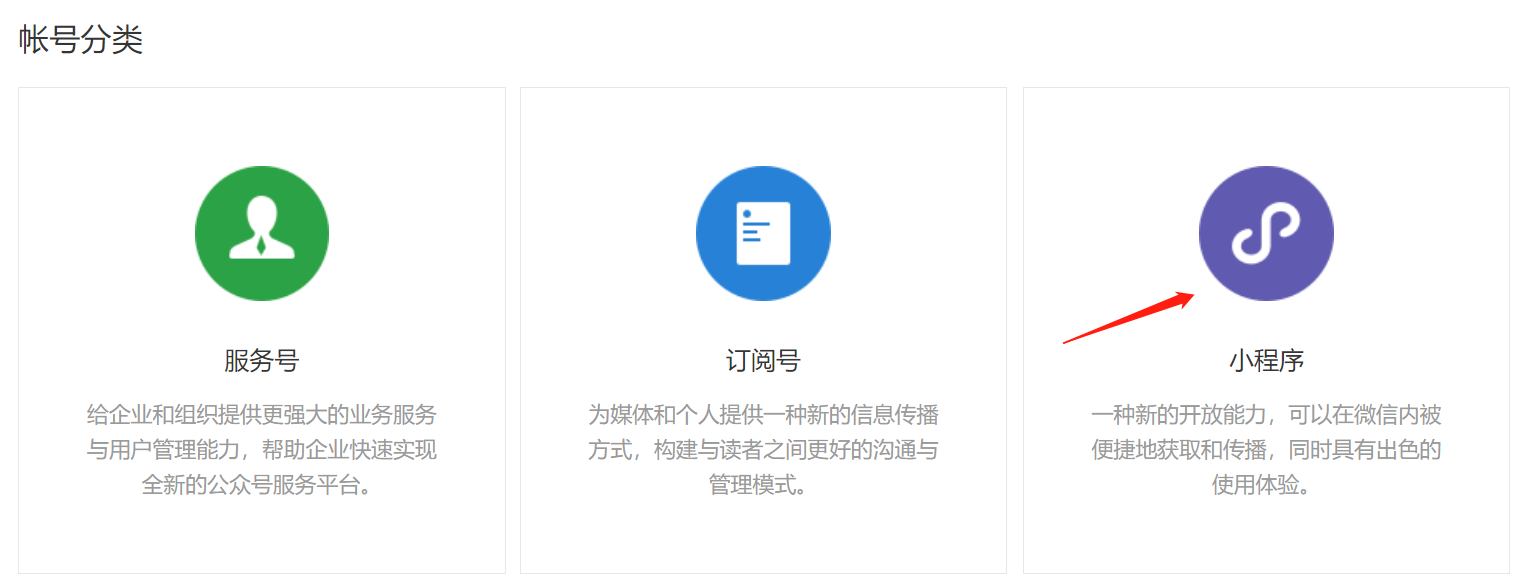 帐号分类
服务号
给企业和组织提供更强大的业务服务
与用户管理能力，帮助企业快速实现
全新的公众号服务平台。
订阅号
为媒体和个人提供一种新的信息传播
方式，构建与读者之间更好的沟通与
管理模式。
小程序
一种新的开放能力，可以在微信内被
便捷地获取和传播，同时具有出色的
使用体验。